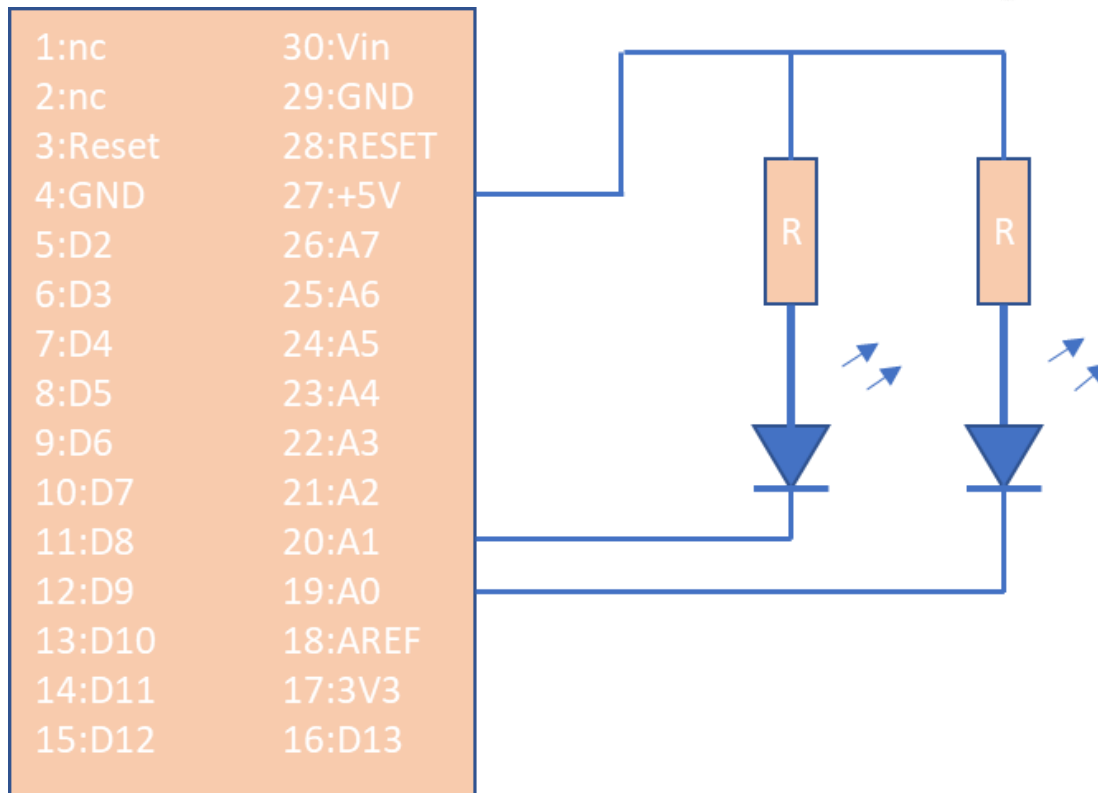 1:nc 30:Vin
2:nc 29:GND
3:Reset 28:RESET
4:GND 27:+5V
5:D2 26:A7
6:D3 25:A6
7:D4 24:A5
8:D5 23:A4
9:D6 22:A3
10:D7 21:A2
11:D8 20:A1
12:D9 19:A0
13:D10 18:AREF
14:D11 17:3V3
15:D12 16:D13
R R